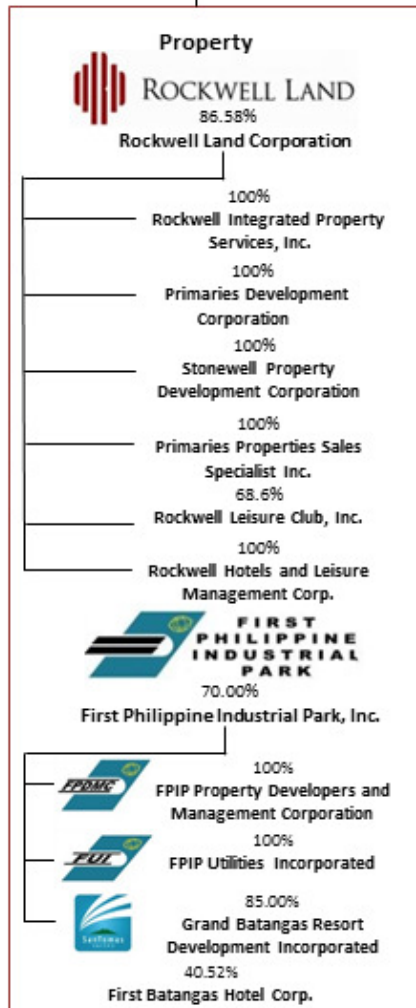 Property
ROCKWELL LAND
86.58%
Rockwell Land Corporation
100%
Rockwell Integrated Property
Services, Inc.
100%
Primaries Development
Corporation
100%
Stonewell Property
Development Corporation
100%
Primaries Properties Sales
Specialist Inc.
68.6%
Rockwell Leisure Club, Inc.
100%
Rockwell Hotels and Leisure
Management Corp.
FIRST
PHILIPPINE
INDUSTRIAL
PARK
70.00%
First Philippine Industrial Park, Inc.
FPDMC
100%
FPIP Property Developers and
Management Corporation
FUI
100%
FPIP Utilities Incorporated
85.00%
SanTomas
Grand Batangas Resort
Development Incorporated
40.52%
First Batangas Hotel Corp.